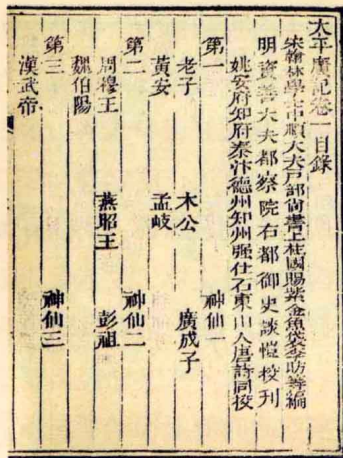 太平廣記卷一目錄
宋翰林學士中順大夫戶部尚書上柱國賜紫金魚袋李昉等編
明資善大夫都察院右都御史談愷校刊
姚安府知府秦汴德州知州強仕石東山人唐詩同校
第一 神仙一
老子 木公 廣成子
黃安 孟岐
第二 神仙二
周穆王 燕昭王 彭祖
魏伯陽
第三 神仙三
漢武帝